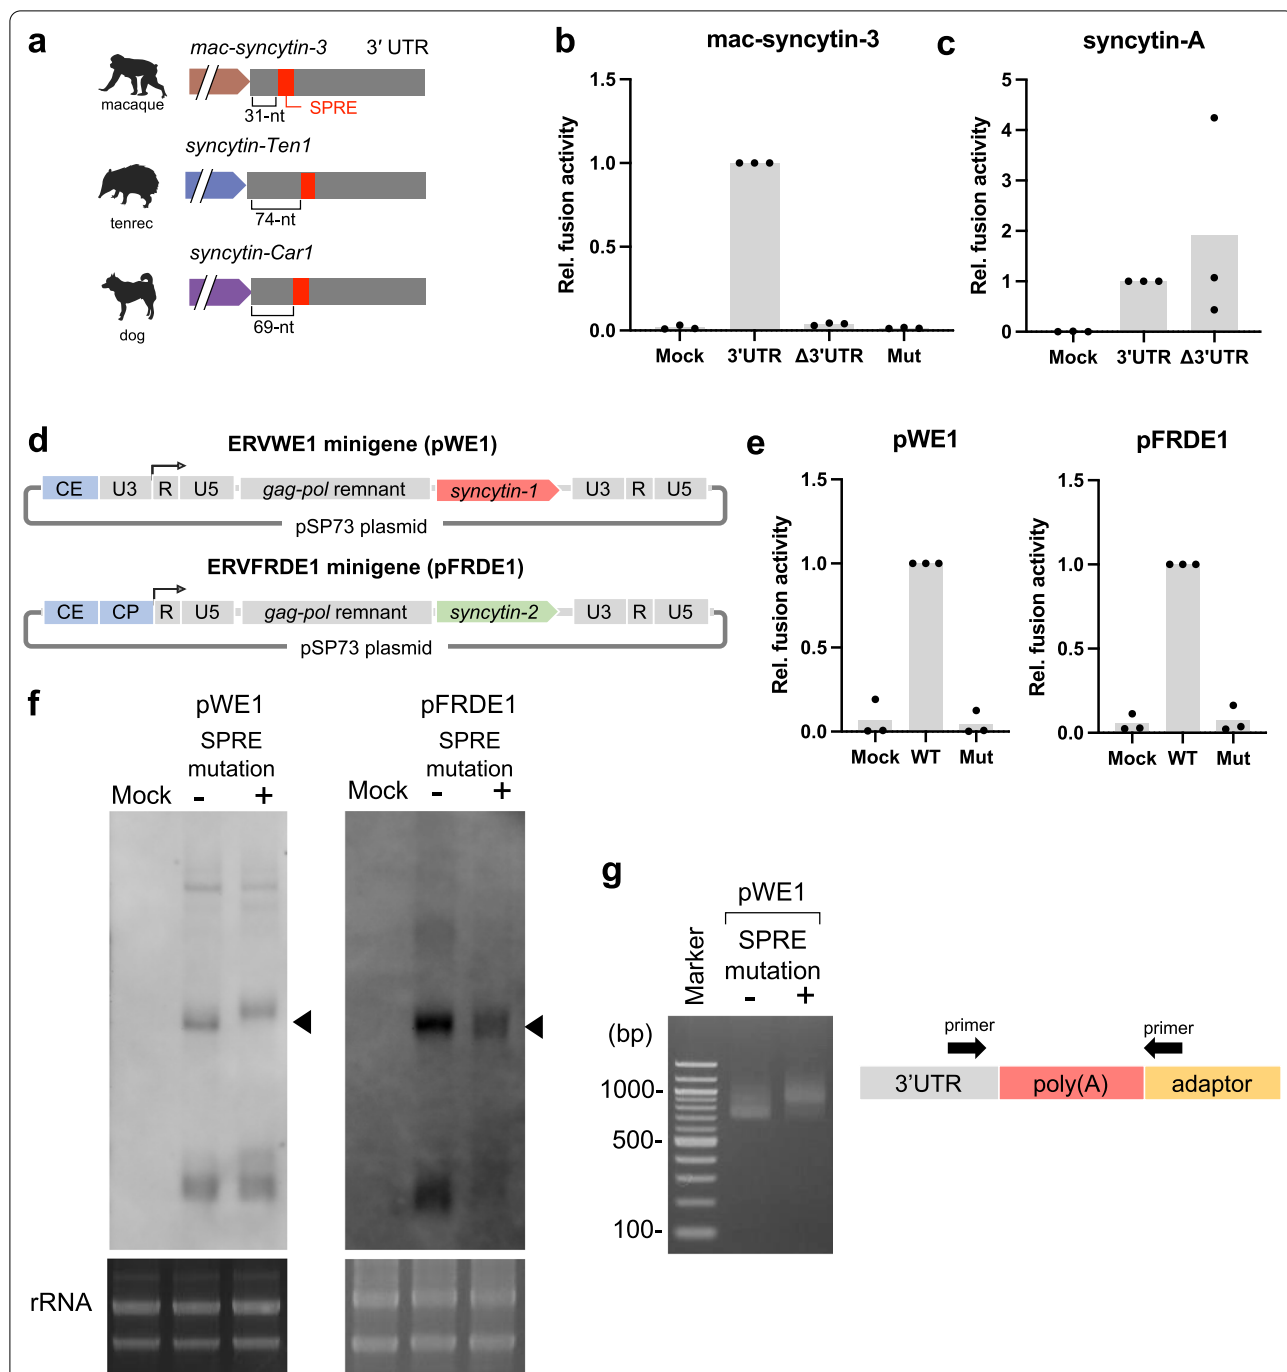 a
mac-syncytin-3 3′ UTR
macaque
31-nt SPRE
syncytin-Ten1
tenrec
74-nt
syncytin-Car1
dog
69-nt
b
mac-syncytin-3
Rel. fusion activity
1.5
1.0
0.5
0.0
Mock 3'UTR Δ3'UTR Mut
c
syncytin-A
Rel. fusion activity
5
4
3
2
1
0
Mock 3'UTR Δ3'UTR
d
ERVWE1 minigene (pWE1)
CE U3 R U5 gag-pol remnant syncytin-1 U3 R U5
pSP73 plasmid
ERVFRDE1 minigene (pFRDE1)
CE CP R U5 gag-pol remnant syncytin-2 U3 R U5
pSP73 plasmid
e
pWE1
Rel. fusion activity
1.5
1.0
0.5
0.0
Mock WT Mut
pFRDE1
Rel. fusion activity
1.5
1.0
0.5
0.0
Mock WT Mut
f
pWE1
SPRE
mutation
Mock - +
pFRDE1
SPRE
mutation
Mock - +
rRNA
g
pWE1
SPRE
mutation
Marker - +
(bp)
1000-
500-
100-
primer primer
3'UTR poly(A) adaptor